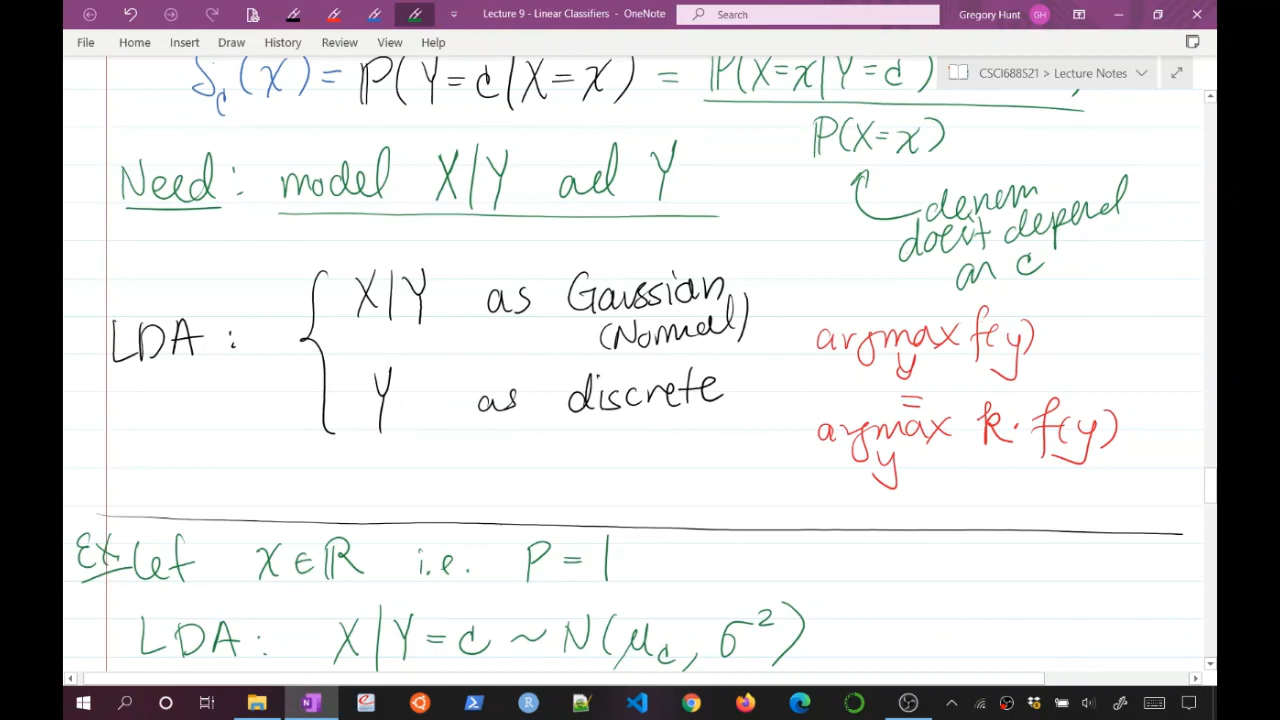 Lecture 9 - Linear Classifiers - OneNote
Search
Gregory Hunt GH
File Home Insert Draw History Review View Help
CSCI688S21 > Lecture Notes
δc(x) = P(Y=c|X=x) = P(X=x|Y=c)
P(X=x)
Need: model X|Y ad Y
denom
doesn't depend
on c
LDA: X|Y as Gaussian
(Normal)
Y as discrete
argmax f(y)
y
=
argmax k·f(y)
y
Ex. Let x∈R i.e. P=1
LDA: X|Y=c ~ N(μc, σ²)